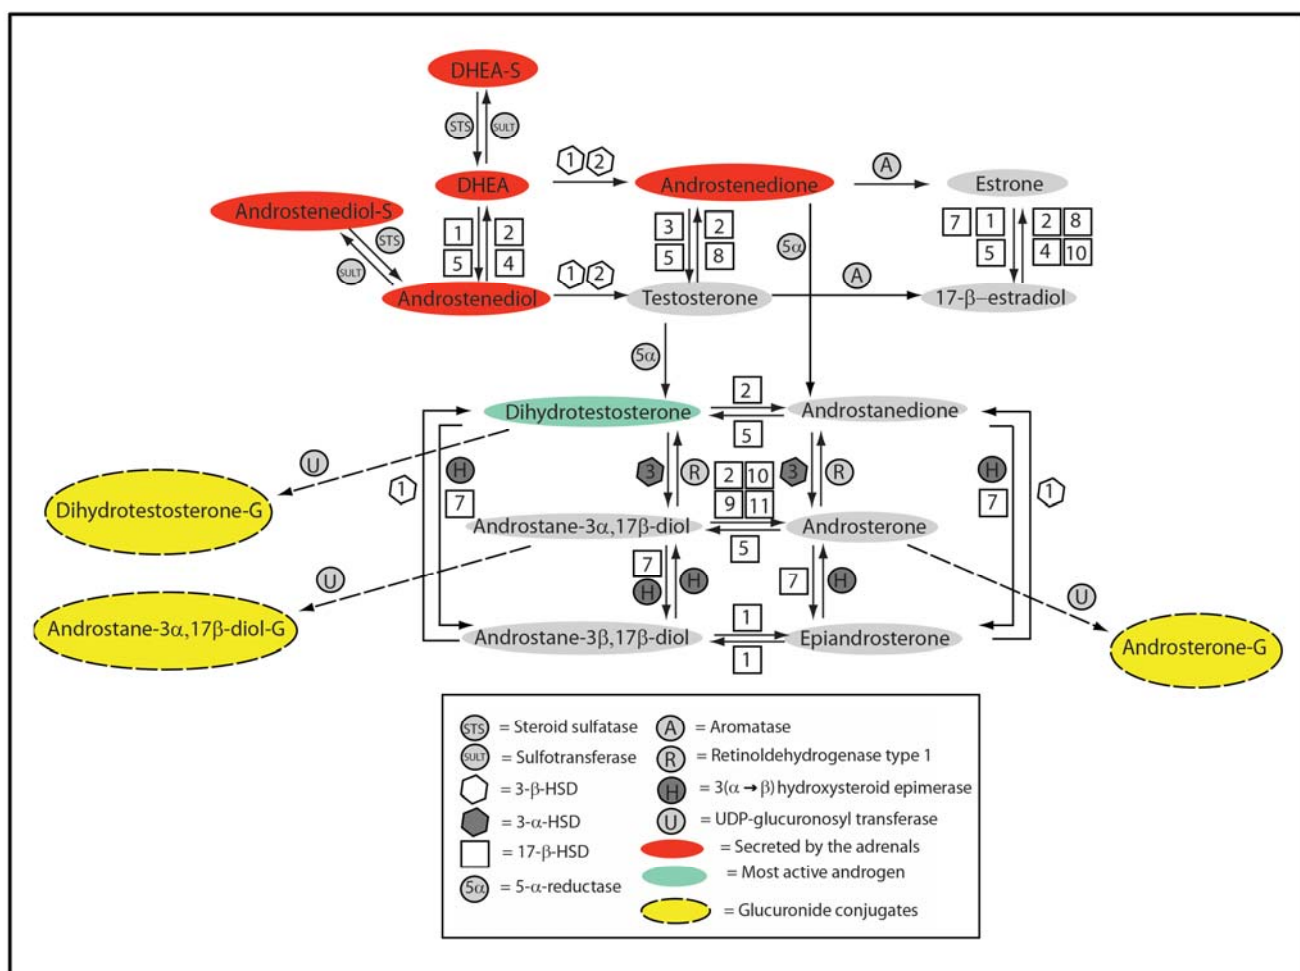 DHEA-S
STS SULT
1 2 A
DHEA Androstenedione Estrone
Androstenediol-S
STS
SULT
1 2
5 4
3 2
5 8
5α
7 1 2 8
5 4 10
1 2 A
Androstenediol Testosterone 17-β–estradiol
5α
2
Dihydrotestosterone Androstanedione
5
U
3 R 3 R
H H
1 7 7 1
2 10
9 11
Dihydrotestosterone-G
Androstane-3α,17β-diol Androsterone
5
7 H H
7 H
U U
1
Androstane-3α,17β-diol-G
Androstane-3β,17β-diol Epiandrosterone
1
Androsterone-G
STS = Steroid sulfatase
SULT = Sulfotransferase
= 3-β-HSD
= 3-α-HSD
= 17-β-HSD
5α = 5-α-reductase
A = Aromatase
R = Retinoldehydrogenase type 1
H = 3(α → β) hydroxysteroid epimerase
U = UDP-glucuronosyl transferase
= Secreted by the adrenals
= Most active androgen
= Glucuronide conjugates